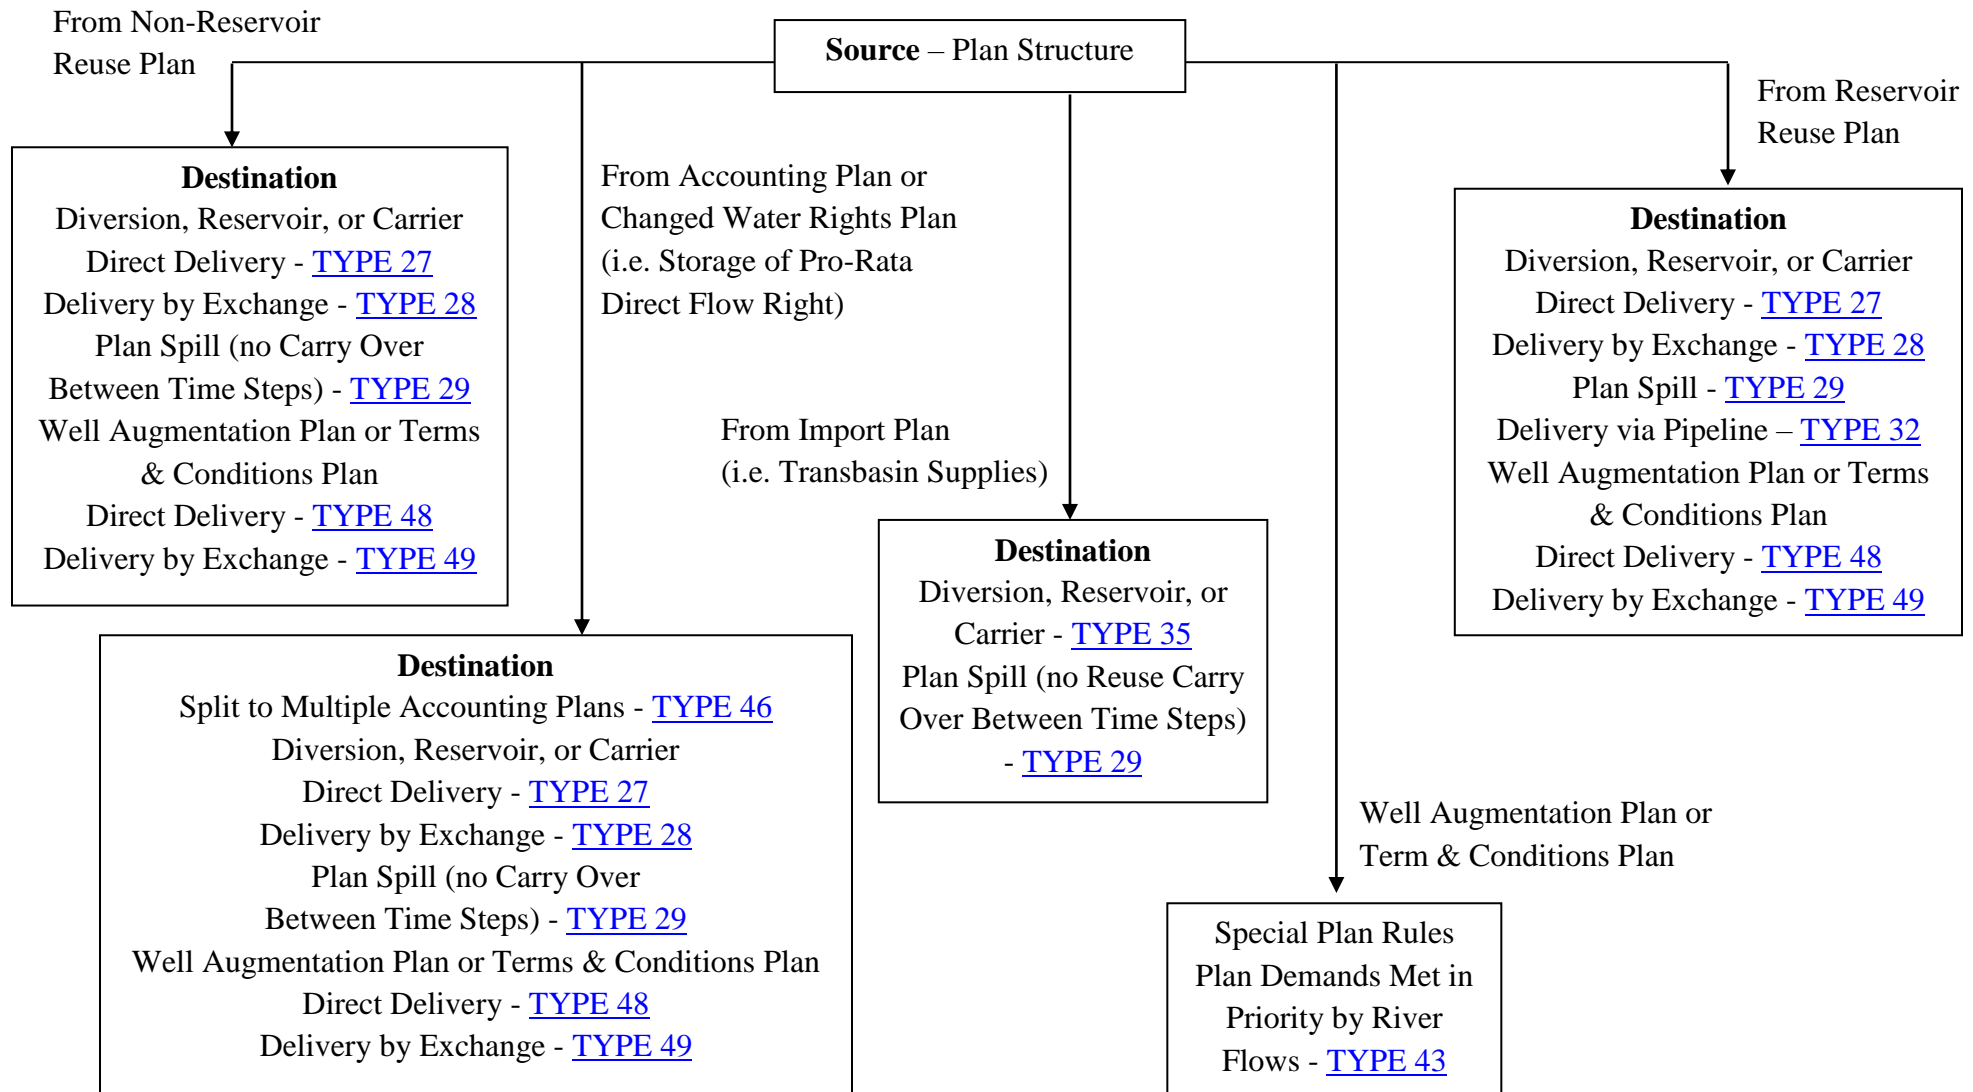 From Non-Reservoir
Reuse Plan
Source – Plan Structure
From Reservoir
Reuse Plan
Destination
Diversion, Reservoir, or Carrier
Direct Delivery - TYPE 27
Delivery by Exchange - TYPE 28
Plan Spill (no Carry Over
Between Time Steps) - TYPE 29
Well Augmentation Plan or Terms
& Conditions Plan
Direct Delivery - TYPE 48
Delivery by Exchange - TYPE 49
From Accounting Plan or
Changed Water Rights Plan
(i.e. Storage of Pro-Rata
Direct Flow Right)
Destination
Split to Multiple Accounting Plans - TYPE 46
Diversion, Reservoir, or Carrier
Direct Delivery - TYPE 27
Delivery by Exchange - TYPE 28
Plan Spill (no Carry Over
Between Time Steps) - TYPE 29
Well Augmentation Plan or Terms & Conditions Plan
Direct Delivery - TYPE 48
Delivery by Exchange - TYPE 49
From Import Plan
(i.e. Transbasin Supplies)
Destination
Diversion, Reservoir, or
Carrier - TYPE 35
Plan Spill (no Reuse Carry
Over Between Time Steps)
- TYPE 29
Well Augmentation Plan or
Term & Conditions Plan
Special Plan Rules
Plan Demands Met in
Priority by River
Flows - TYPE 43
Destination
Diversion, Reservoir, or Carrier
Direct Delivery - TYPE 27
Delivery by Exchange - TYPE 28
Plan Spill - TYPE 29
Delivery via Pipeline – TYPE 32
Well Augmentation Plan or Terms
& Conditions Plan
Direct Delivery - TYPE 48
Delivery by Exchange - TYPE 49